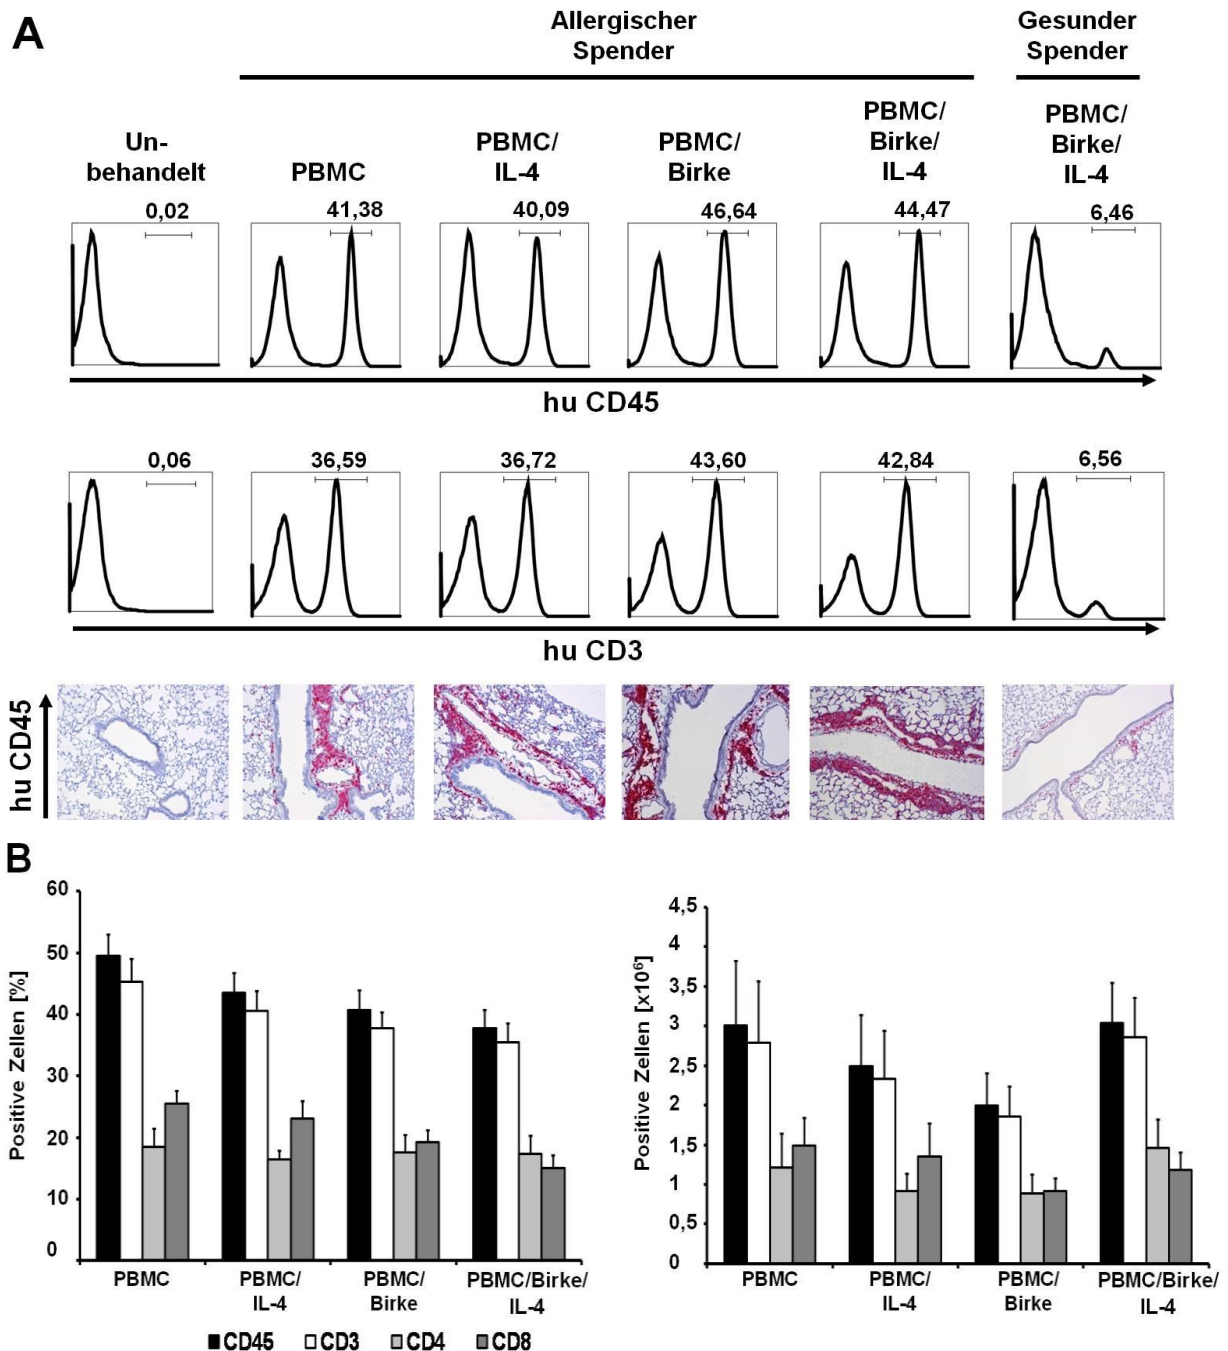 A
Allergischer
Spender
Gesunder
Spender
Un-
behandelt
PBMC
PBMC/
IL-4
PBMC/
Birke
PBMC/
Birke/
IL-4
PBMC/
Birke/
IL-4
0,02
41,38
40,09
46,64
44,47
6,46
hu CD45
0,06
36,59
36,72
43,60
42,84
6,56
hu CD3
hu CD45
B
Positive Zellen [%]
60
50
40
30
20
10
0
PBMC
PBMC/
IL-4
PBMC/
Birke
PBMC/Birke/
IL-4
CD45 CD3 CD4 CD8
Positive Zellen [x10⁶]
4,5
4
3,5
3
2,5
2
1,5
1
0,5
0
PBMC
PBMC/
IL-4
PBMC/
Birke
PBMC/Birke/
IL-4